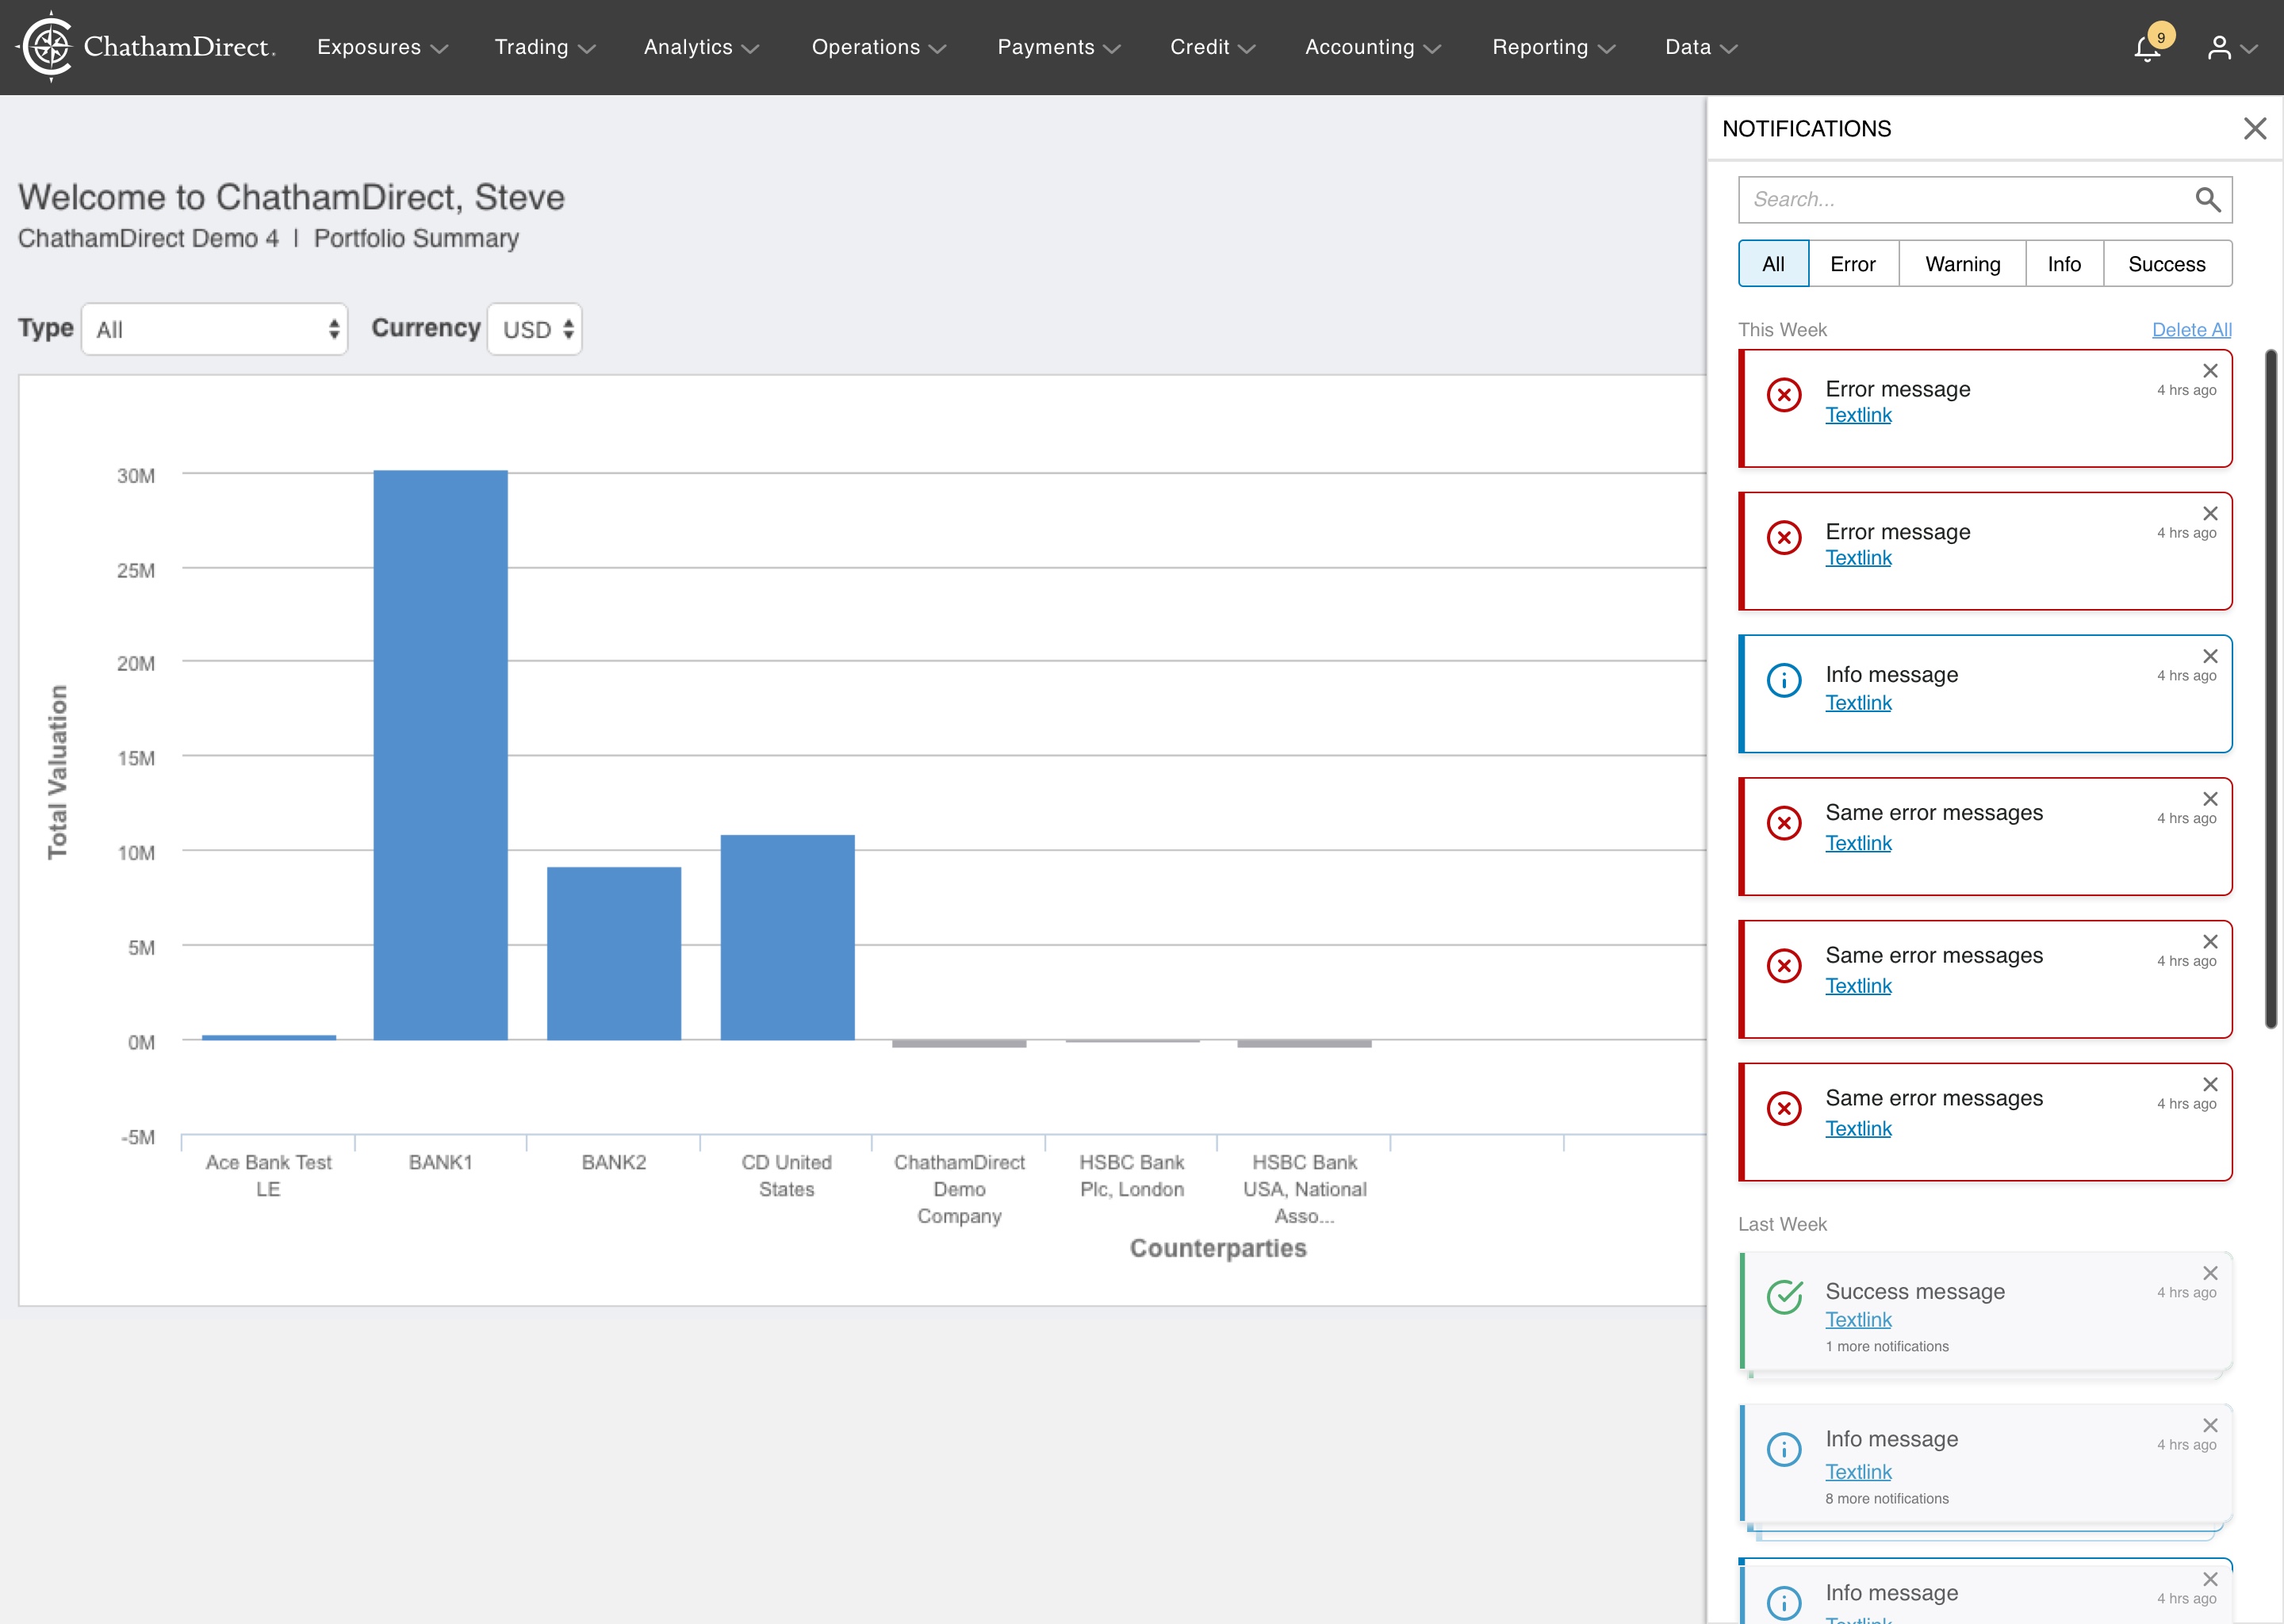 ChathamDirect.
Exposures
Trading
Analytics
Operations
Payments
Credit
Accounting
Reporting
Data
9
Welcome to ChathamDirect, Steve
ChathamDirect Demo 4 | Portfolio Summary
Type
All
Currency
USD
Total Valuation
30M
25M
20M
15M
10M
5M
0M
-5M
Ace Bank Test
LE
BANK1
BANK2
CD United
States
ChathamDirect
Demo
Company
HSBC Bank
Plc, London
HSBC Bank
USA, National
Asso...
Counterparties
NOTIFICATIONS
Search...
All
Error
Warning
Info
Success
This Week
Delete All
Error message
4 hrs ago
Textlink
Error message
4 hrs ago
Textlink
Info message
4 hrs ago
Textlink
Same error messages
4 hrs ago
Textlink
Same error messages
4 hrs ago
Textlink
Same error messages
4 hrs ago
Textlink
Last Week
Success message
4 hrs ago
Textlink
1 more notifications
Info message
4 hrs ago
Textlink
8 more notifications
Info message
4 hrs ago
Textlink